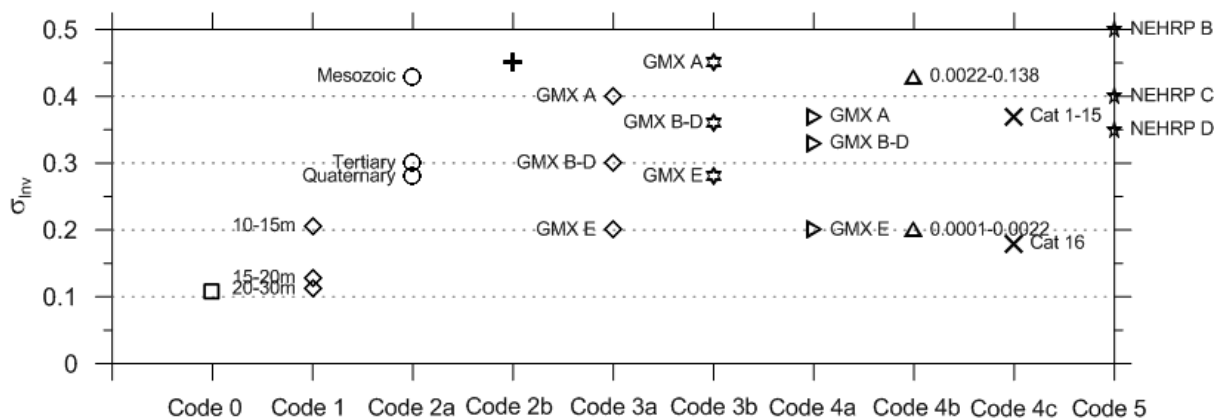 0.5
NEHRP B
Mesozoic
GMX A
0.0022-0.138
GMX A
0.4
NEHRP C
GMX B-D
GMX A
Cat 1-15
NEHRP D
GMX B-D
0.3
Tertiary
GMX B-D
Quaternary
GMX E
σInv
0.2
10-15m
GMX E
GMX E
0.0001-0.0022
Cat 16
15-20m
20-30m
0.1
0
Code 0 Code 1 Code 2a Code 2b Code 3a Code 3b Code 4a Code 4b Code 4c Code 5